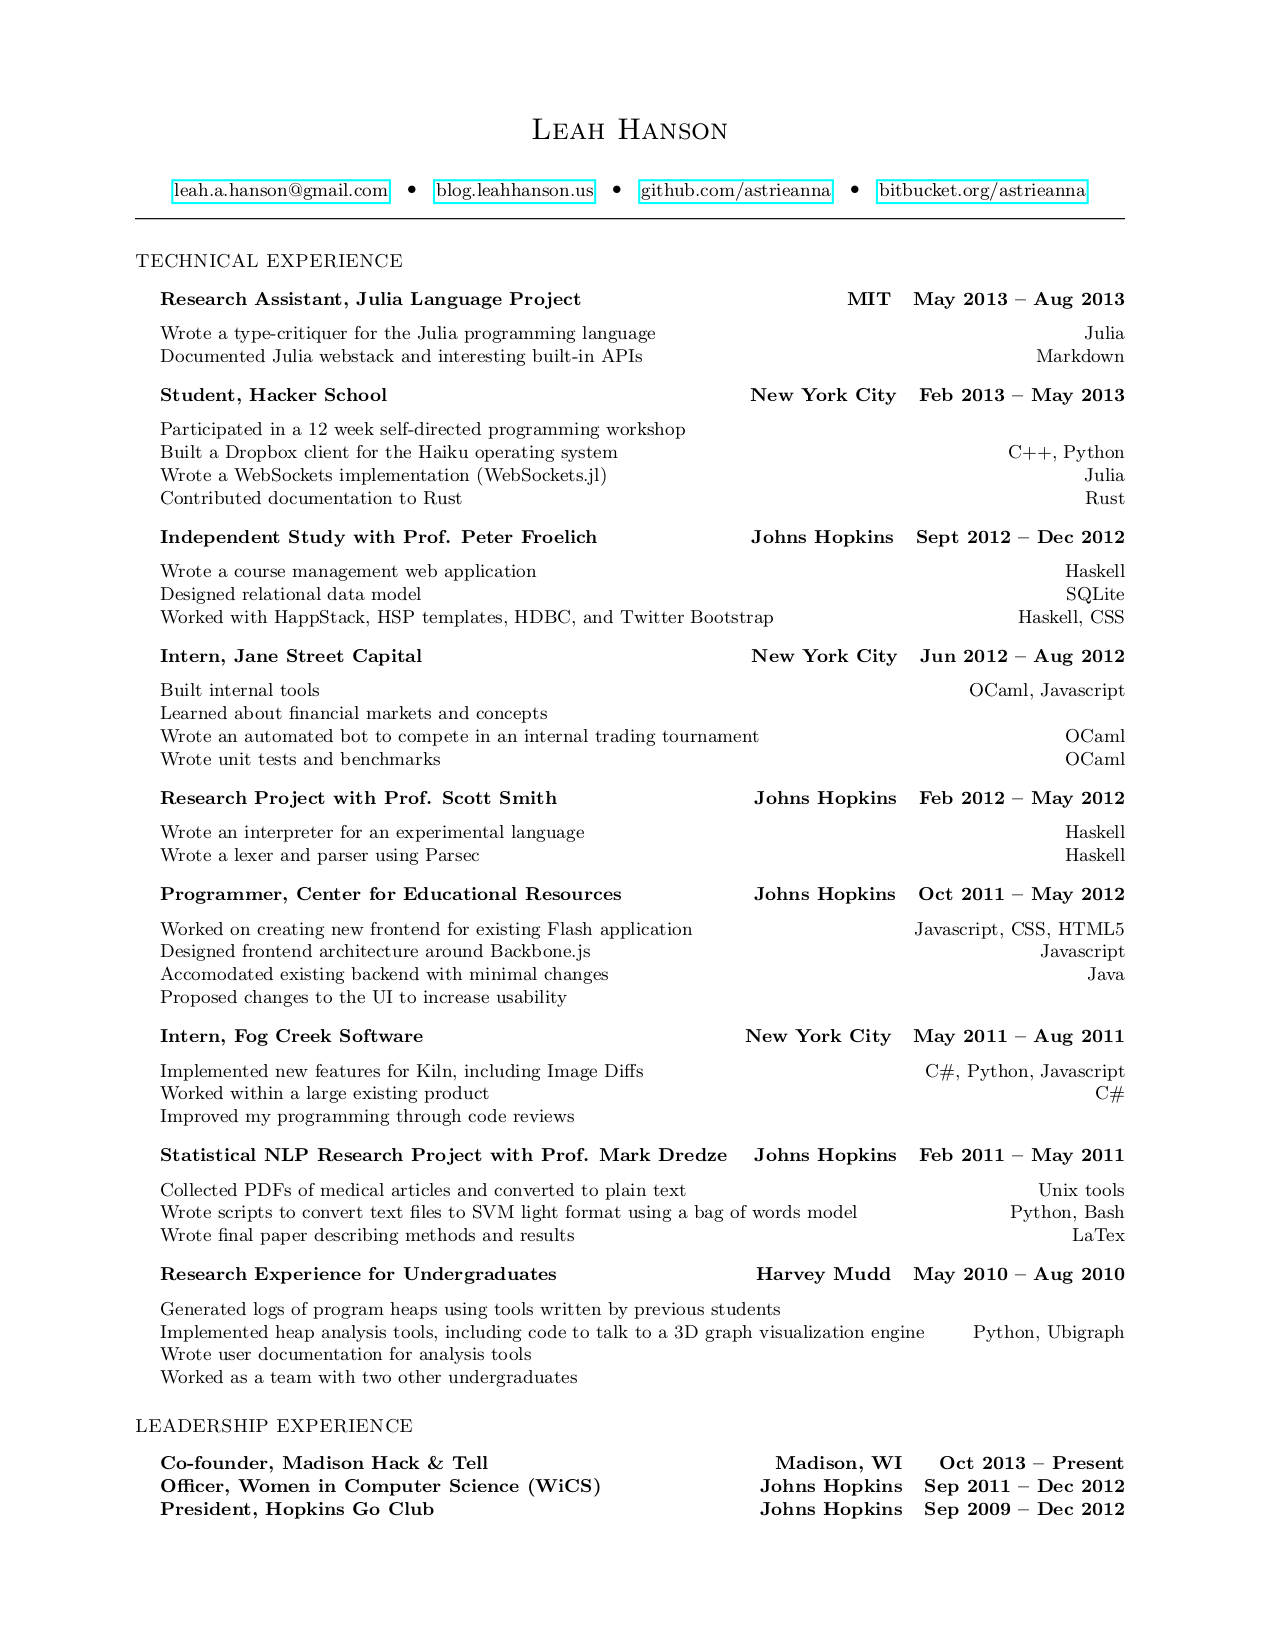 Leah Hanson
leah.a.hanson@gmail.com • blog.leahhanson.us • github.com/astrieanna • bitbucket.org/astrieanna
TECHNICAL EXPERIENCE
Research Assistant, Julia Language Project MIT May 2013 – Aug 2013
Wrote a type-critiquer for the Julia programming language Julia
Documented Julia webstack and interesting built-in APIs Markdown
Student, Hacker School New York City Feb 2013 – May 2013
Participated in a 12 week self-directed programming workshop
Built a Dropbox client for the Haiku operating system C++, Python
Wrote a WebSockets implementation (WebSockets.jl) Julia
Contributed documentation to Rust Rust
Independent Study with Prof. Peter Froelich Johns Hopkins Sept 2012 – Dec 2012
Wrote a course management web application Haskell
Designed relational data model SQLite
Worked with HappStack, HSP templates, HDBC, and Twitter Bootstrap Haskell, CSS
Intern, Jane Street Capital New York City Jun 2012 – Aug 2012
Built internal tools OCaml, Javascript
Learned about financial markets and concepts
Wrote an automated bot to compete in an internal trading tournament OCaml
Wrote unit tests and benchmarks OCaml
Research Project with Prof. Scott Smith Johns Hopkins Feb 2012 – May 2012
Wrote an interpreter for an experimental language Haskell
Wrote a lexer and parser using Parsec Haskell
Programmer, Center for Educational Resources Johns Hopkins Oct 2011 – May 2012
Worked on creating new frontend for existing Flash application Javascript, CSS, HTML5
Designed frontend architecture around Backbone.js Javascript
Accomodated existing backend with minimal changes Java
Proposed changes to the UI to increase usability
Intern, Fog Creek Software New York City May 2011 – Aug 2011
Implemented new features for Kiln, including Image Diffs C#, Python, Javascript
Worked within a large existing product C#
Improved my programming through code reviews
Statistical NLP Research Project with Prof. Mark Dredze Johns Hopkins Feb 2011 – May 2011
Collected PDFs of medical articles and converted to plain text Unix tools
Wrote scripts to convert text files to SVM light format using a bag of words model Python, Bash
Wrote final paper describing methods and results LaTex
Research Experience for Undergraduates Harvey Mudd May 2010 – Aug 2010
Generated logs of program heaps using tools written by previous students
Implemented heap analysis tools, including code to talk to a 3D graph visualization engine Python, Ubigraph
Wrote user documentation for analysis tools
Worked as a team with two other undergraduates
LEADERSHIP EXPERIENCE
Co-founder, Madison Hack & Tell Madison, WI Oct 2013 – Present
Officer, Women in Computer Science (WiCS) Johns Hopkins Sep 2011 – Dec 2012
President, Hopkins Go Club Johns Hopkins Sep 2009 – Dec 2012